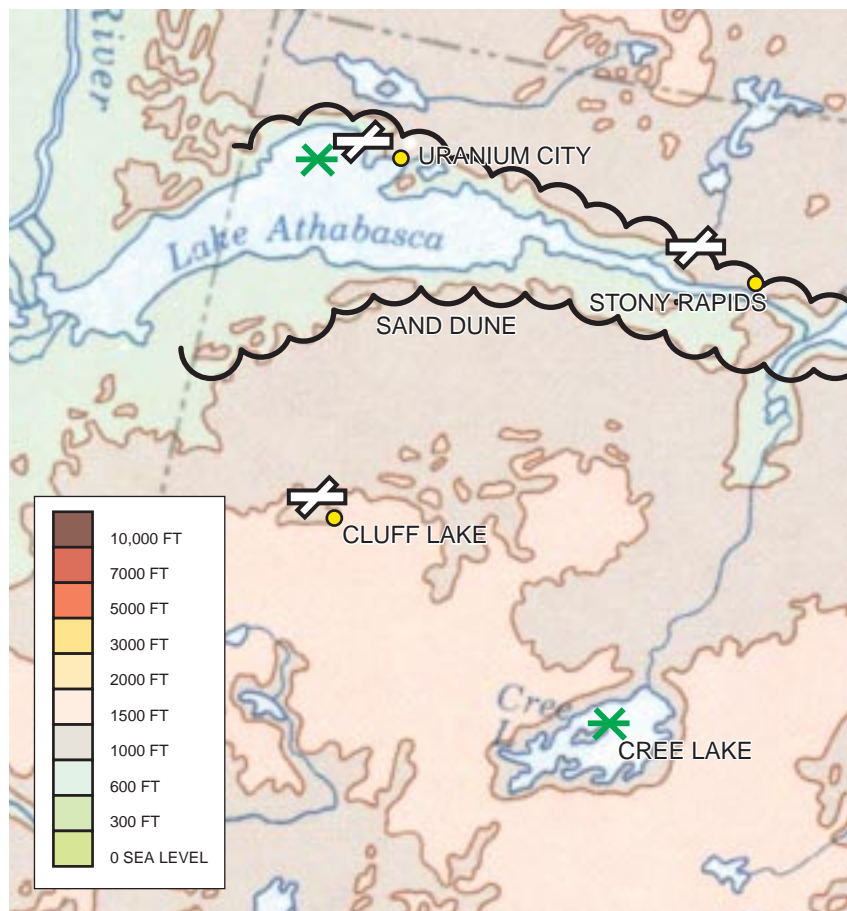 River
URANIUM CITY
Lake Athabasca
STONY RAPIDS
SAND DUNE
CLUFF LAKE
Cree
L
CREE LAKE
10,000 FT
7000 FT
5000 FT
3000 FT
2000 FT
1500 FT
1000 FT
600 FT
300 FT
0 SEA LEVEL